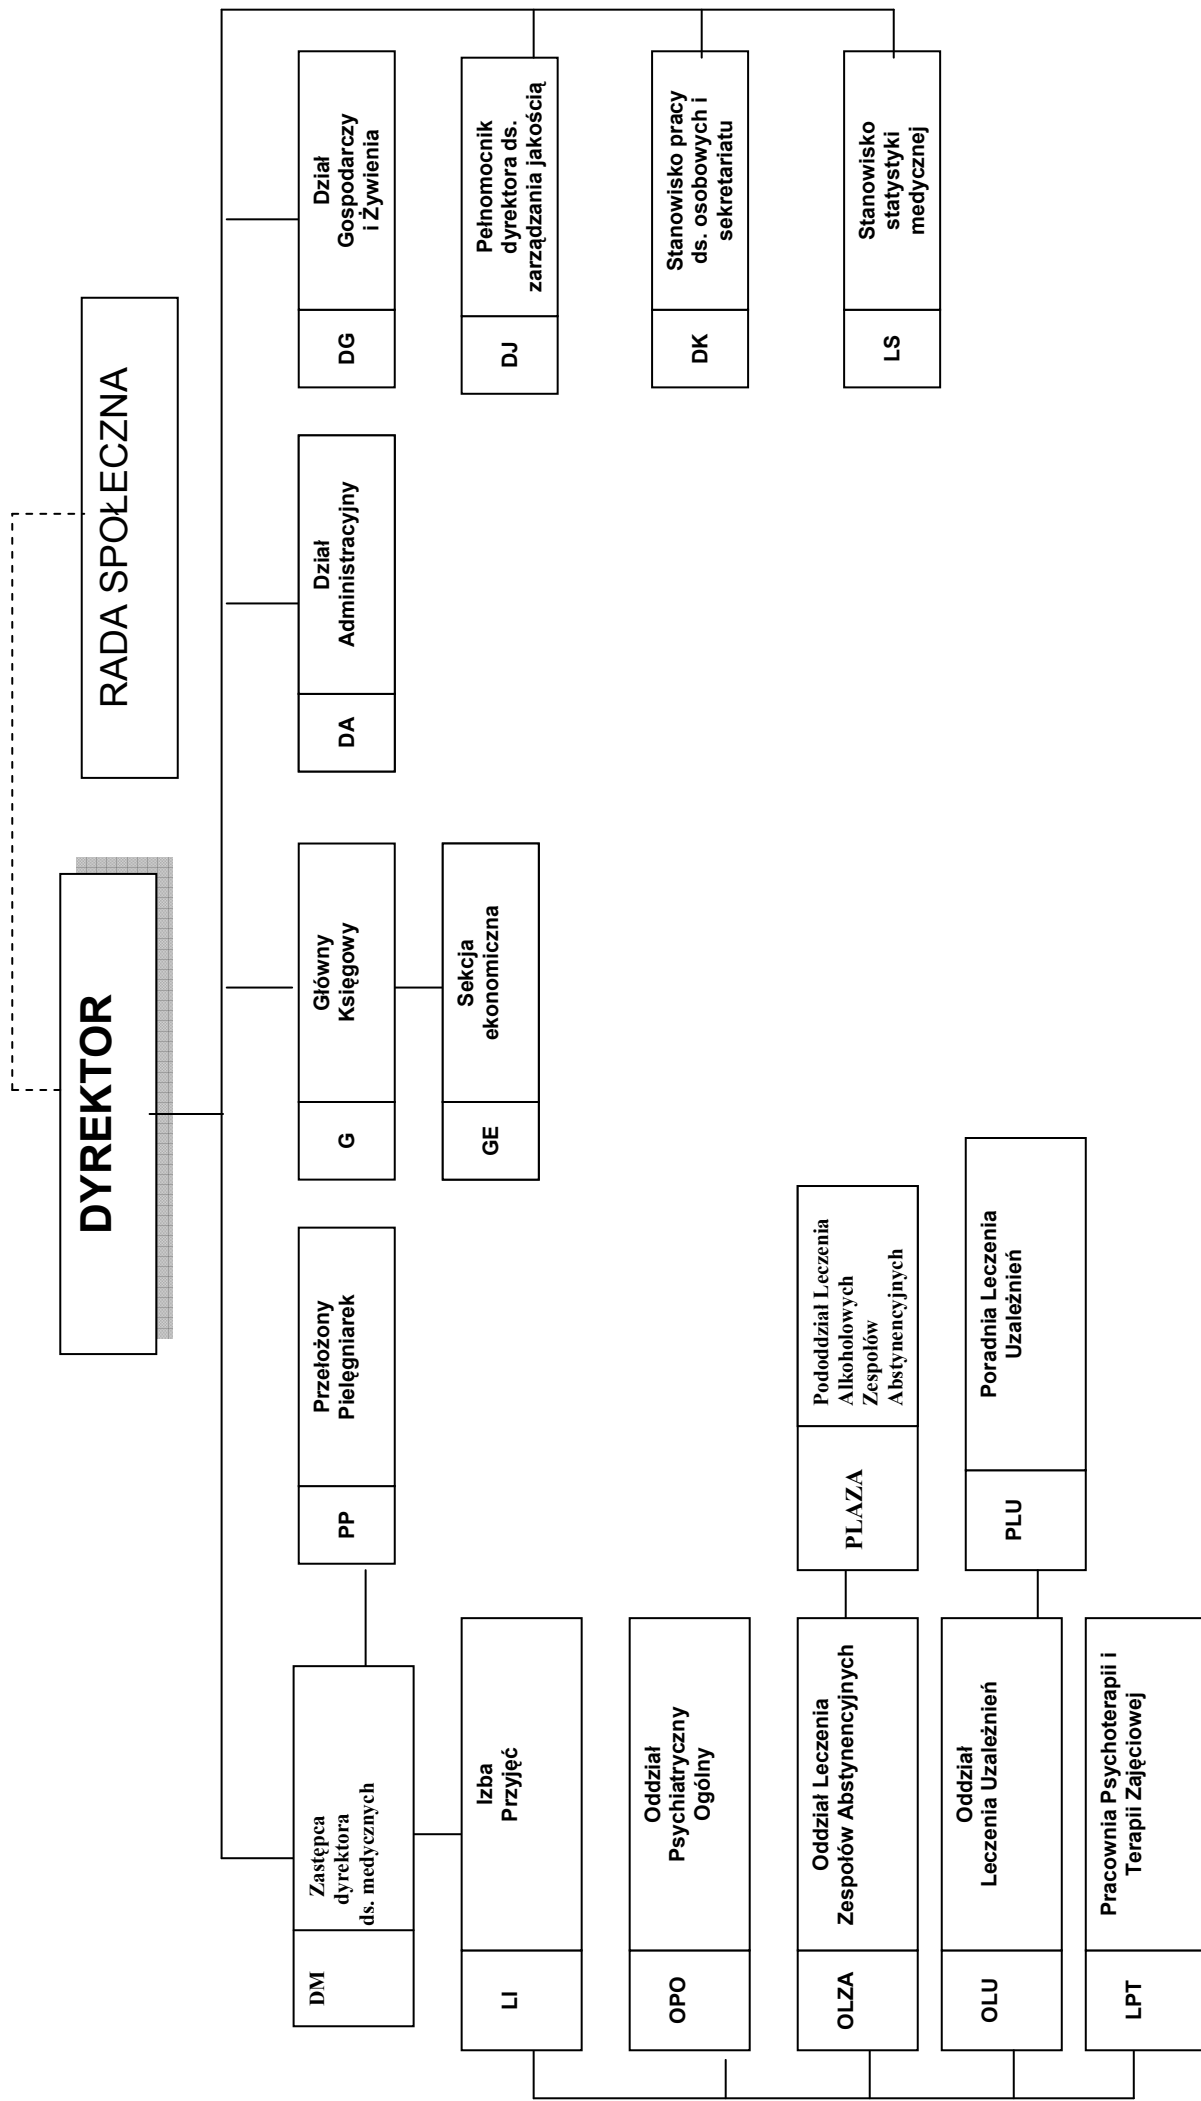 DYREKTOR
RADA SPOŁECZNA
DM
Zastępca
dyrektora
ds. medycznych
PP
Przełożony
Pielęgniarek
G
Główny
Księgowy
DA
Dział
Administracyjny
DG
Dział
Gospodarczy
i Żywienia
LI
Izba
Przyjęć
GE
Sekcja
ekonomiczna
DJ
Pełnomocnik
dyrektora ds.
zarządzania jakością
OPO
Oddział
Psychiatryczny
Ogólny
DK
Stanowisko pracy
ds. osobowych i
sekretariatu
OLZA
Oddział Leczenia
Zespołów Abstynencyjnych
PLAZA
Pododdział Leczenia
Alkoholowych
Zespołów
Abstynencyjnych
LS
Stanowisko
statystyki
medycznej
OLU
Oddział
Leczenia Uzależnień
PLU
Poradnia Leczenia
Uzależnień
LPT
Pracownia Psychoterapii i
Terapii Zajęciowej